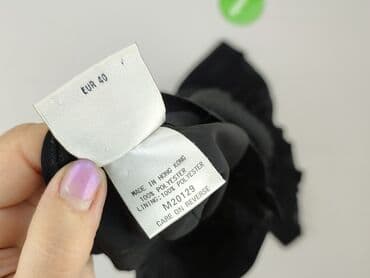 EUR 40
MADE IN HONG KONG
100% POLYESTER
LINING:100% POLYESTER
M20129
CARE ON REVERSE